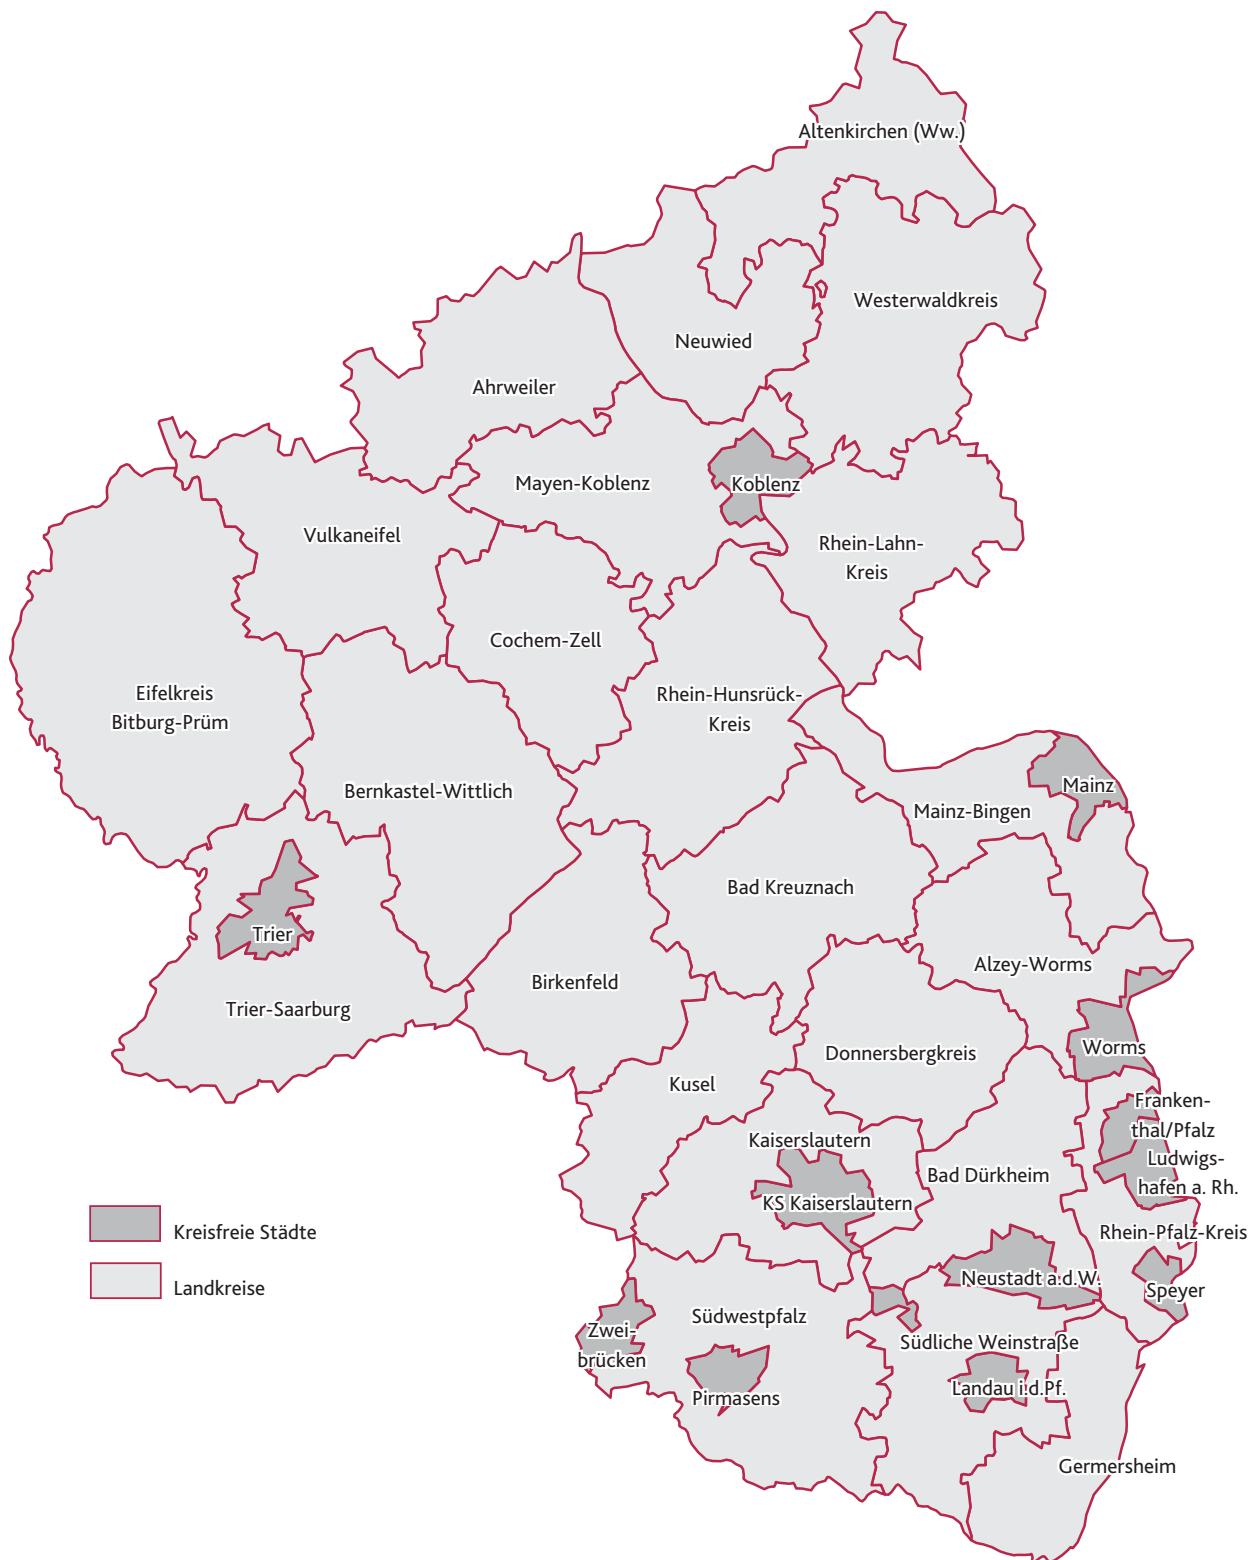 Altenkirchen (Ww.)
Westerwaldkreis
Neuwied
Ahrweiler
Mayen-Koblenz
Koblenz
Vulkaneifel
Rhein-Lahn-
Kreis
Cochem-Zell
Eifelkreis
Bitburg-Prüm
Rhein-Hunsrück-
Kreis
Bernkastel-Wittlich
Mainz
Mainz-Bingen
Bad Kreuznach
Trier
Alzey-Worms
Birkenfeld
Trier-Saarburg
Worms
Donnersbergkreis
Kusel
Franken-
thal/Pfalz
Kaiserslautern
Ludwigs-
hafen a. Rh.
Bad Dürkheim
KS Kaiserslautern
Kreisfreie Städte
Rhein-Pfalz-Kreis
Neustadt a.d.W.
Landkreise
Speyer
Südwestpfalz
Zwei-
brücken
Südliche Weinstraße
Landau i.d.Pf.
Pirmasens
Germersheim